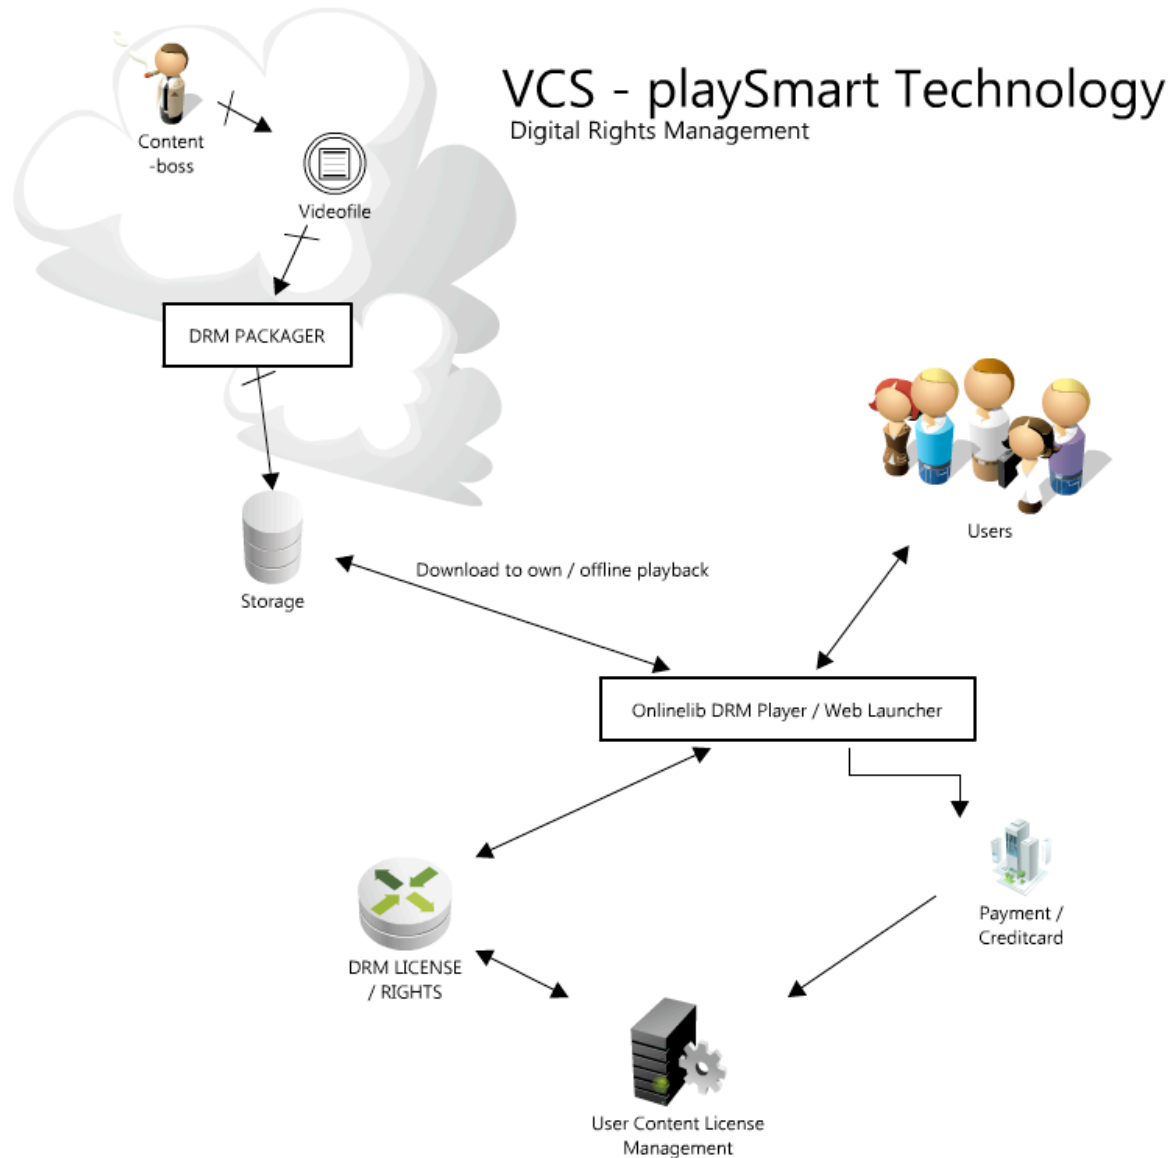 VCS - playSmart Technology
Digital Rights Management
Content
-boss
Videofile
DRM PACKAGER
Users
Download to own / offline playback
Storage
Onlinelib DRM Player / Web Launcher
Payment /
Creditcard
DRM LICENSE
/ RIGHTS
User Content License
Management